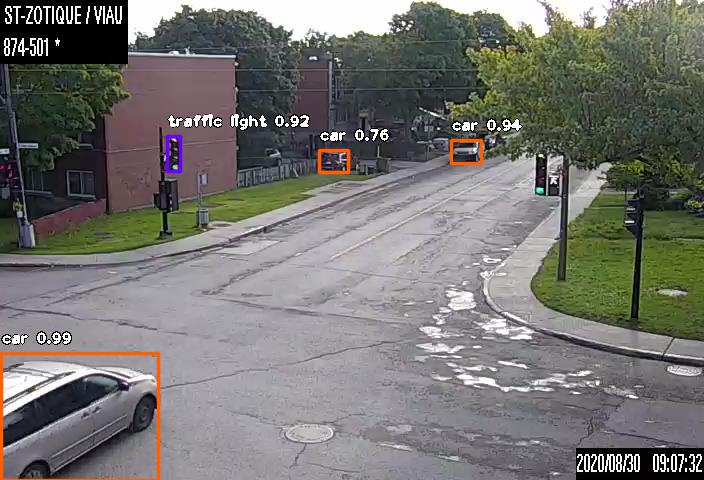 ST-ZOTIQUE / VIAU
874-501 *
traffic light 0.92
car 0.76
car 0.94
car 0.99
2020/08/30 09:07:32